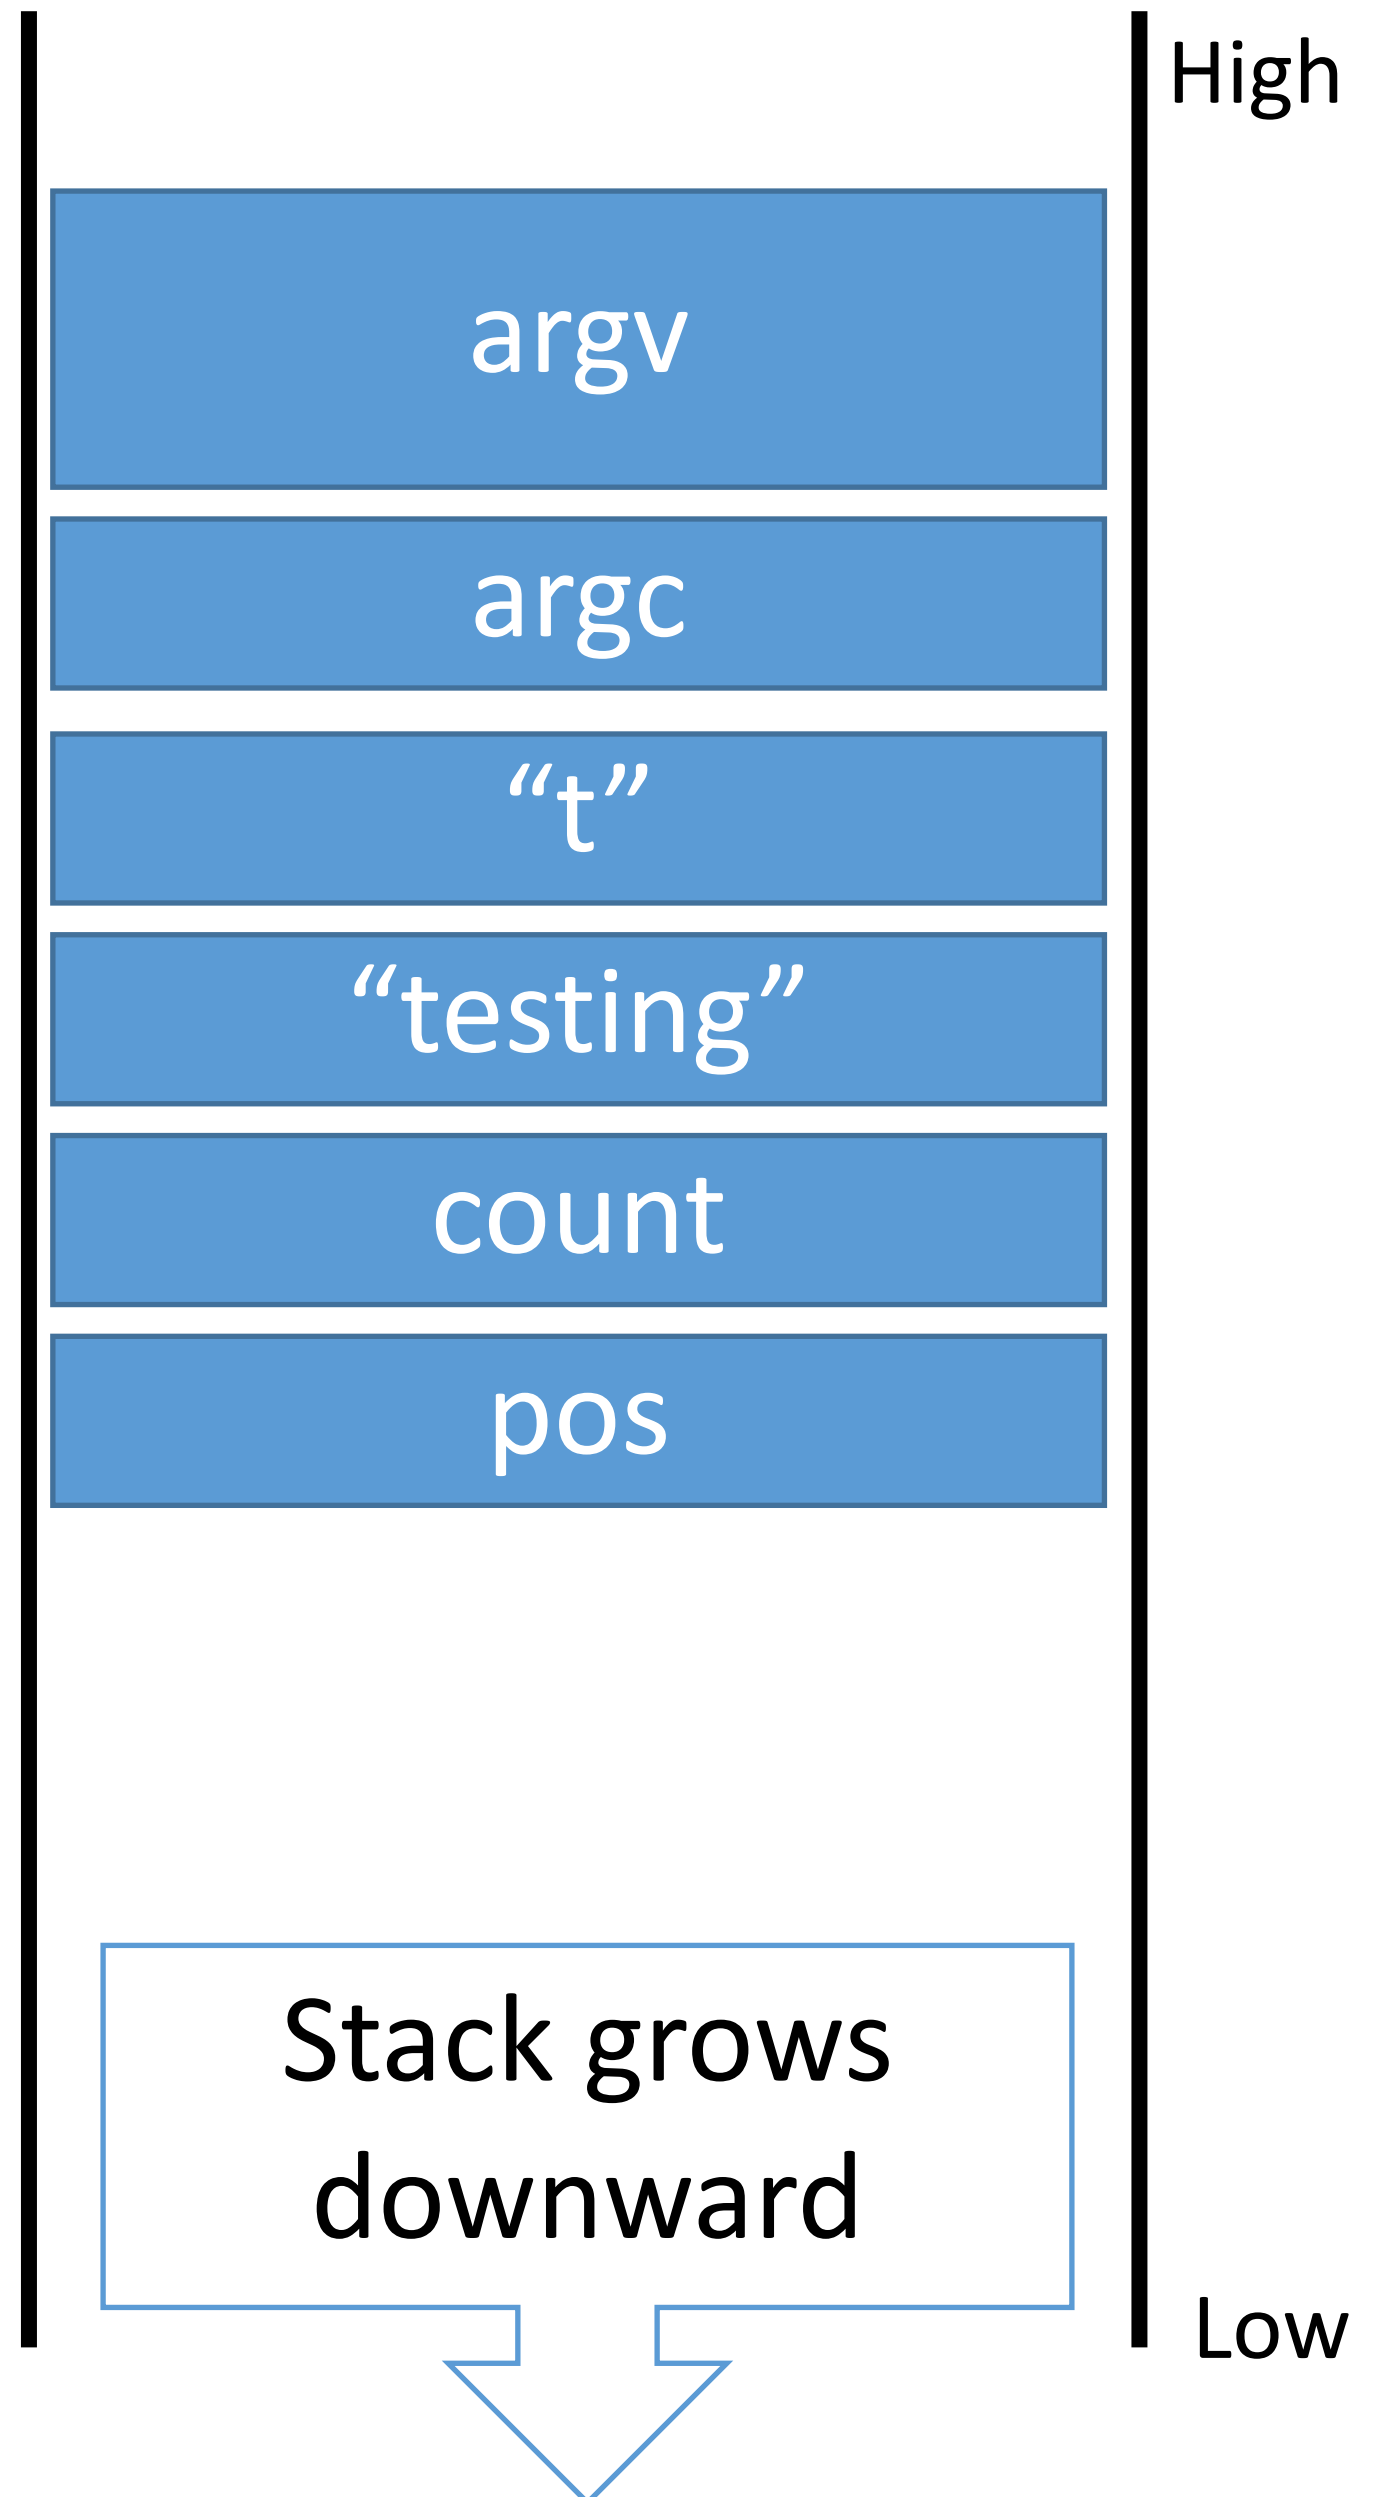 High
argv
argc
“t”
“testing”
count
pos
Stack grows
downward
Low